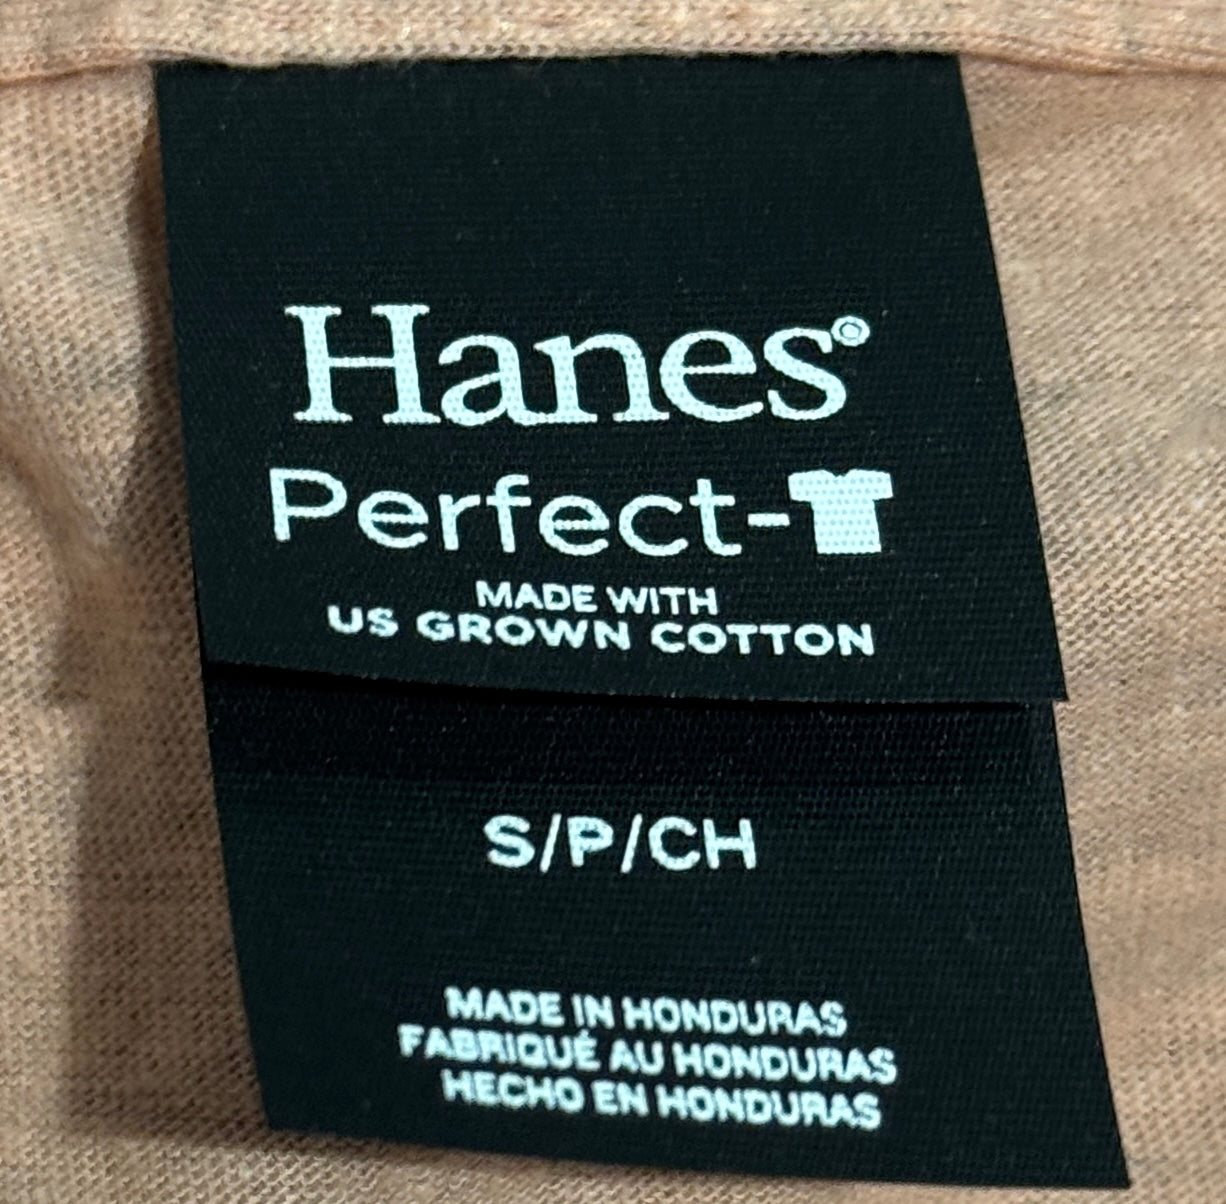 Hanes®
Perfect-
MADE WITH
US GROWN COTTON
S/P/CH
MADE IN HONDURAS
FABRIQUÉ AU HONDURAS
HECHO EN HONDURAS